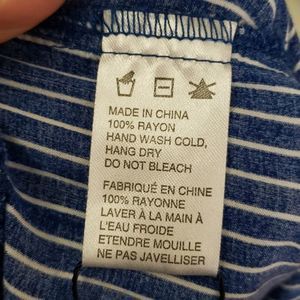 MADE IN CHINA
100% RAYON
HAND WASH COLD,
HANG DRY
DO NOT BLEACH
FABRIQUÉ EN CHINE
100% RAYONNE
LAVER À LA MAIN À
L'EAU FROIDE
ETENDRE MOUILLE
NE PAS JAVELLISER